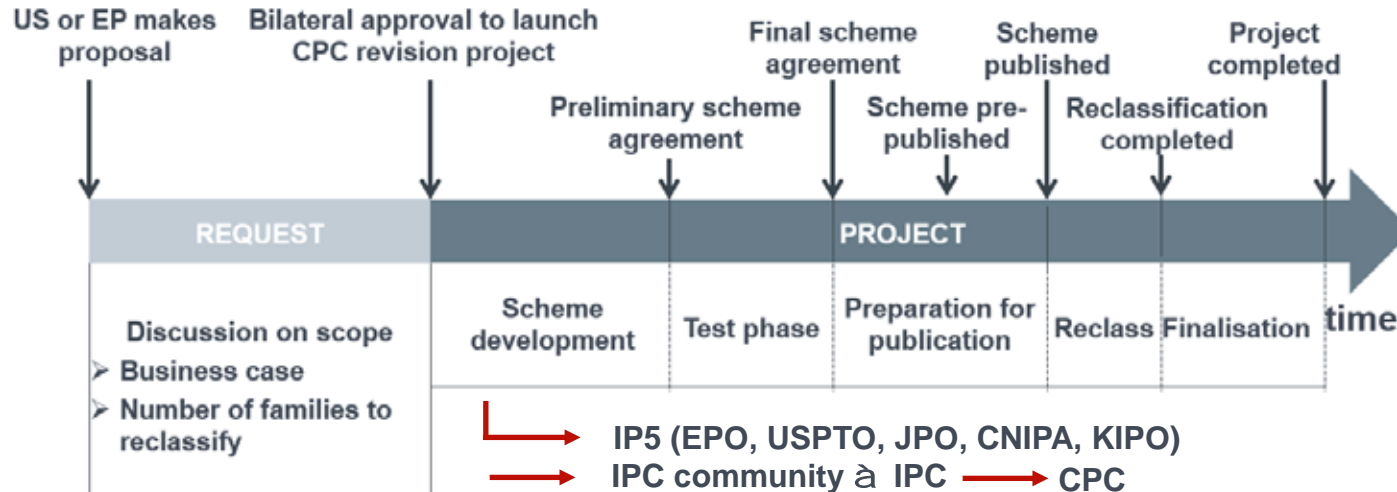 US or EP makes
proposal
Bilateral approval to launch
CPC revision project
Preliminary scheme
agreement
Final scheme
agreement
Scheme pre-
published
Scheme
published
Reclassification
completed
Project
completed
REQUEST
PROJECT
time
Discussion on scope
➢ Business case
➢ Number of families to
reclassify
Scheme
development
Test phase
Preparation for
publication
Reclass
Finalisation
IP5 (EPO, USPTO, JPO, CNIPA, KIPO)
IPC community à IPC
CPC